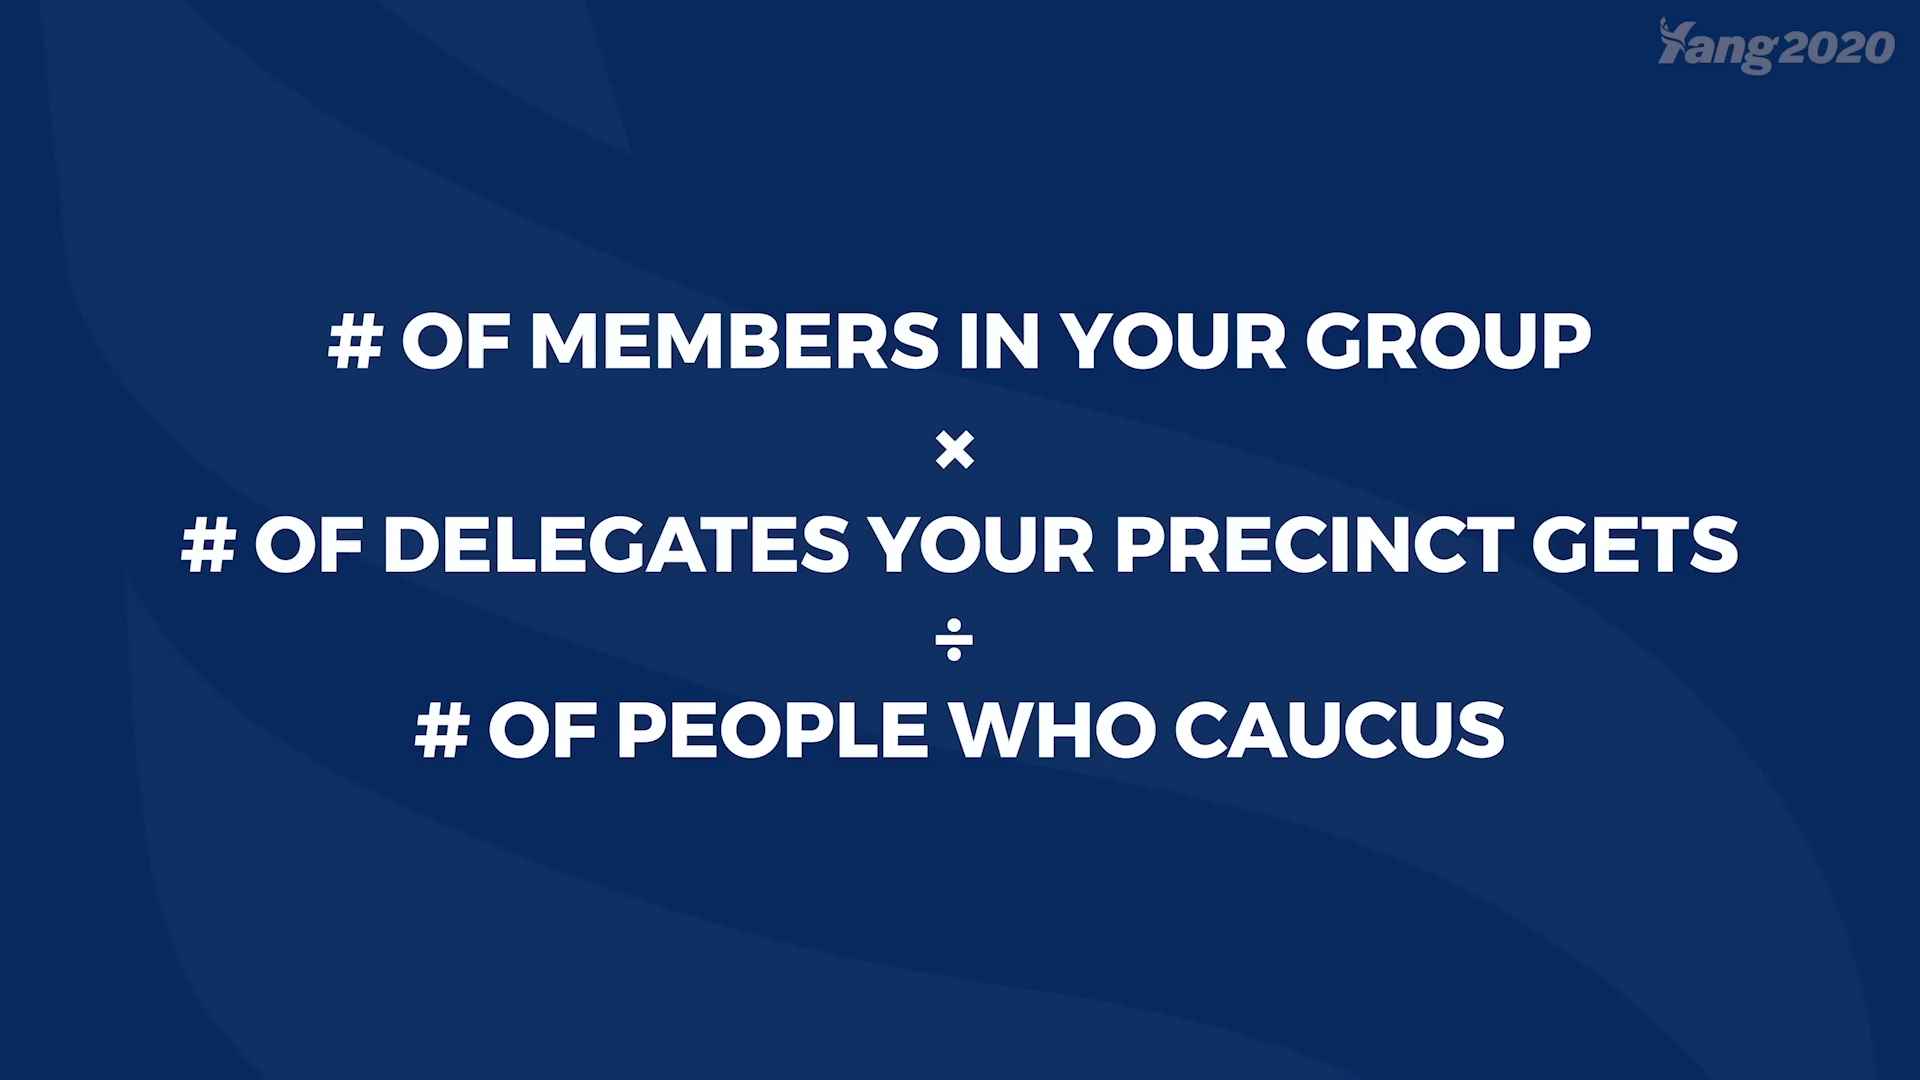 Yang2020
# OF MEMBERS IN YOUR GROUP
×
# OF DELEGATES YOUR PRECINCT GETS
÷
# OF PEOPLE WHO CAUCUS